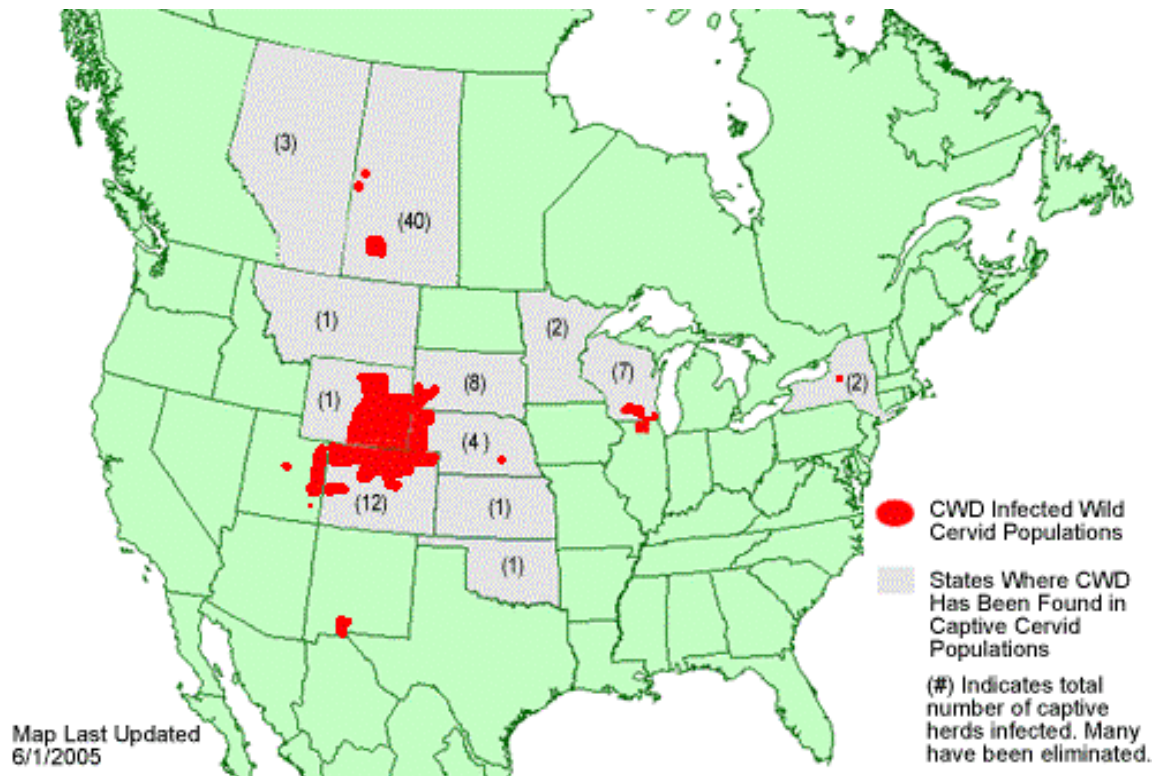 (3)
(40)
(1)
(2)
(7)
(1)
(8)
(2)
(4 )
(12)
(1)
(1)
CWD Infected Wild
Cervid Populations
States Where CWD
Has Been Found in
Captive Cervid
Populations
(#) Indicates total
number of captive
herds infected. Many
have been eliminated.
Map Last Updated
6/1/2005